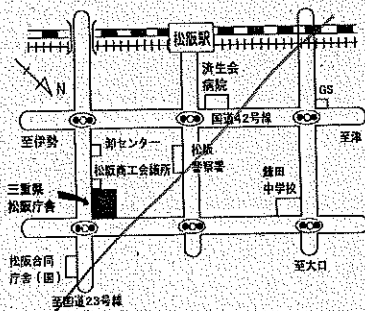 松阪駅
済生会
病院
GS
N
国道42号線
至伊勢
至津
卸センター
松阪
警察署
松阪商工会議所
鎌田
中学校
三重県
松阪庁舎
松阪合同
庁舎(国)
至大口
至国道23号線